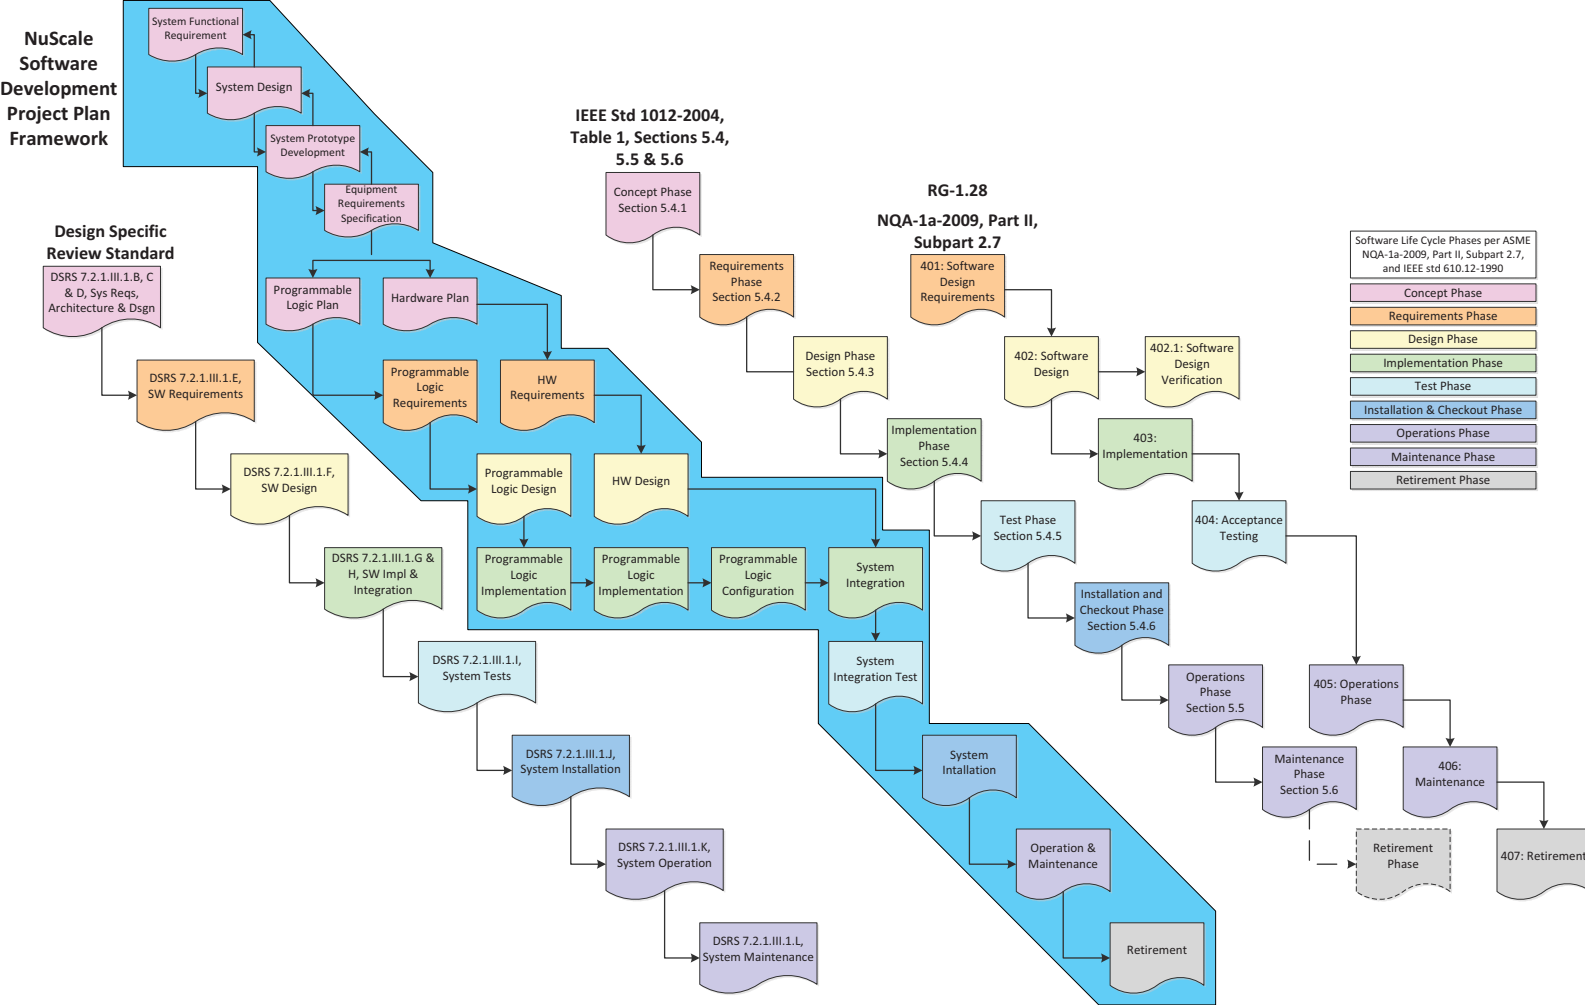 NuScale
Software
Development
Project Plan
Framework
System Functional
Requirement
System Design
System Prototype
Development
Equipment
Requirements
Specification
Programmable
Logic Plan
Hardware Plan
Programmable
Logic
Requirements
HW
Requirements
Programmable
Logic Design
HW Design
Programmable
Logic
Implementation
Programmable
Logic
Implementation
Programmable
Logic
Configuration
System
Integration
System
Integration Test
System
Intallation
Operation &
Maintenance
Retirement
Design Specific
Review Standard
DSRS 7.2.1.III.1.B, C
& D, Sys Reqs,
Architecture & Dsgn
DSRS 7.2.1.III.1.E,
SW Requirements
DSRS 7.2.1.III.1.F,
SW Design
DSRS 7.2.1.III.1.G &
H, SW Impl &
Integration
DSRS 7.2.1.III.1.I,
System Tests
DSRS 7.2.1.III.1.J,
System Installation
DSRS 7.2.1.III.1.K,
System Operation
DSRS 7.2.1.III.1.L,
System Maintenance
IEEE Std 1012-2004,
Table 1, Sections 5.4,
5.5 & 5.6
Concept Phase
Section 5.4.1
Requirements
Phase
Section 5.4.2
Design Phase
Section 5.4.3
Implementation
Phase
Section 5.4.4
Test Phase
Section 5.4.5
Installation and
Checkout Phase
Section 5.4.6
Operations
Phase
Section 5.5
Maintenance
Phase
Section 5.6
Retirement
Phase
RG-1.28
NQA-1a-2009, Part II,
Subpart 2.7
401: Software
Design
Requirements
402: Software
Design
402.1: Software
Design
Verification
403:
Implementation
404: Acceptance
Testing
405: Operations
Phase
406:
Maintenance
407: Retirement
Software Life Cycle Phases per ASME
NQA-1a-2009, Part II, Subpart 2.7,
and IEEE std 610.12-1990
Concept Phase
Requirements Phase
Design Phase
Implementation Phase
Test Phase
Installation & Checkout Phase
Operations Phase
Maintenance Phase
Retirement Phase